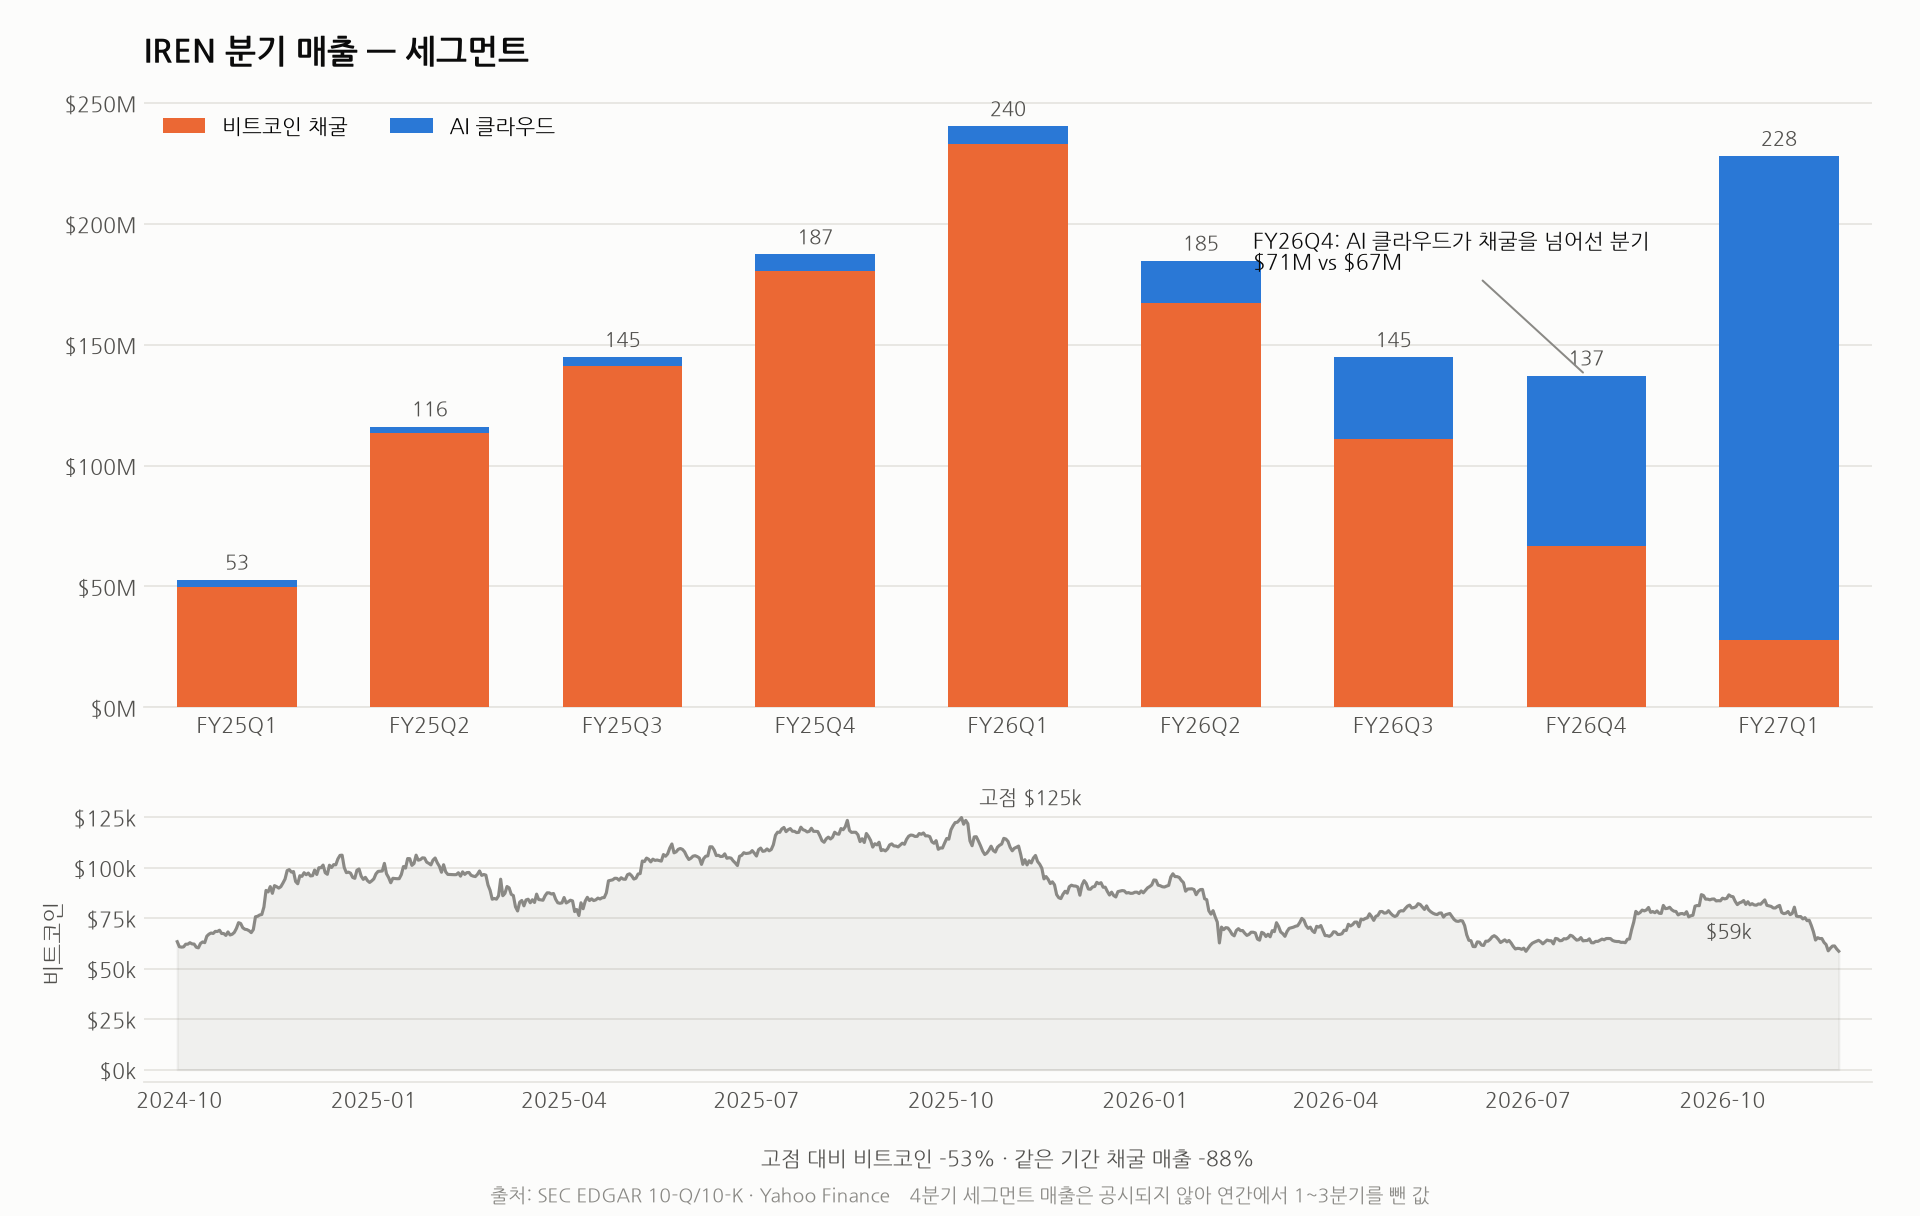 IREN 분기 매출 — 세그먼트
$250M
$200M
$150M
$100M
$50M
$0M
비트코인 채굴
AI 클라우드
53
116
145
187
240
185
145
137
228
FY26Q4: AI 클라우드가 채굴을 넘어선 분기
$71M vs $67M
FY25Q1
FY25Q2
FY25Q3
FY25Q4
FY26Q1
FY26Q2
FY26Q3
FY26Q4
FY27Q1
비트코인
$125k
$100k
$75k
$50k
$25k
$0k
고점 $125k
$59k
2024-10
2025-01
2025-04
2025-07
2025-10
2026-01
2026-04
2026-07
2026-10
고점 대비 비트코인 -53% · 같은 기간 채굴 매출 -88%
출처: SEC EDGAR 10-Q/10-K · Yahoo Finance 4분기 세그먼트 매출은 공시되지 않아 연간에서 1~3분기를 뺀 값